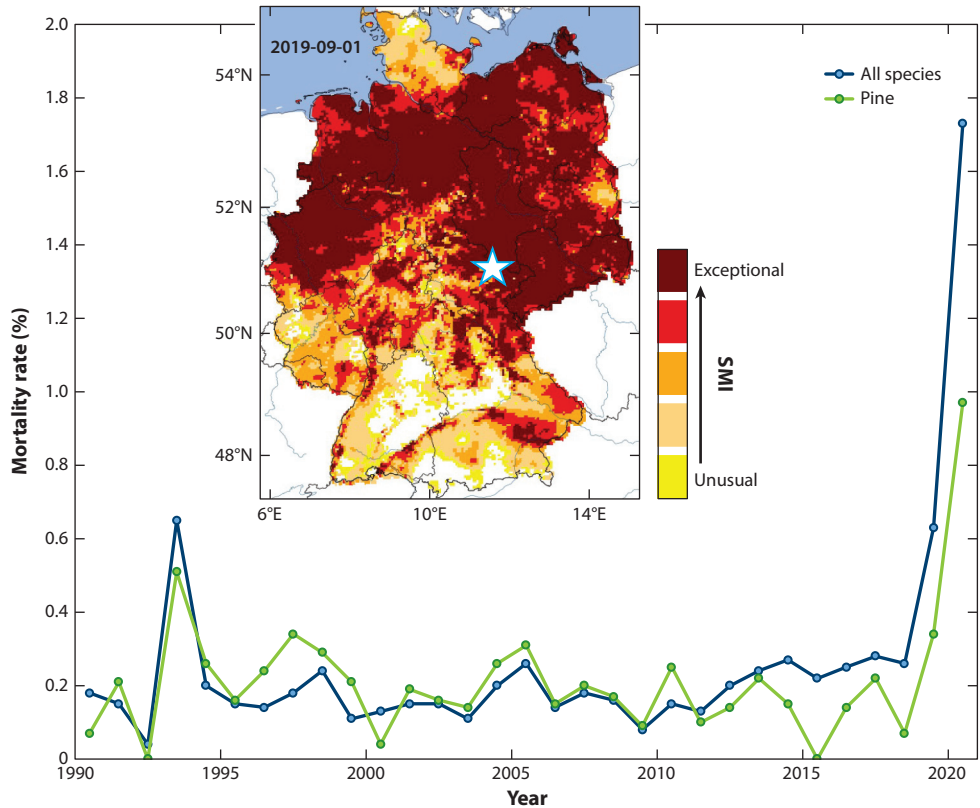 2.0
1.8
1.6
1.4
1.2
1.0
0.8
0.6
0.4
0.2
0
Mortality rate (%)
1990
1995
2000
2005
2010
2015
2020
Year
2019-09-01
54°N
52°N
50°N
48°N
6°E
10°E
14°E
All species
Pine
Exceptional
SMI
Unusual